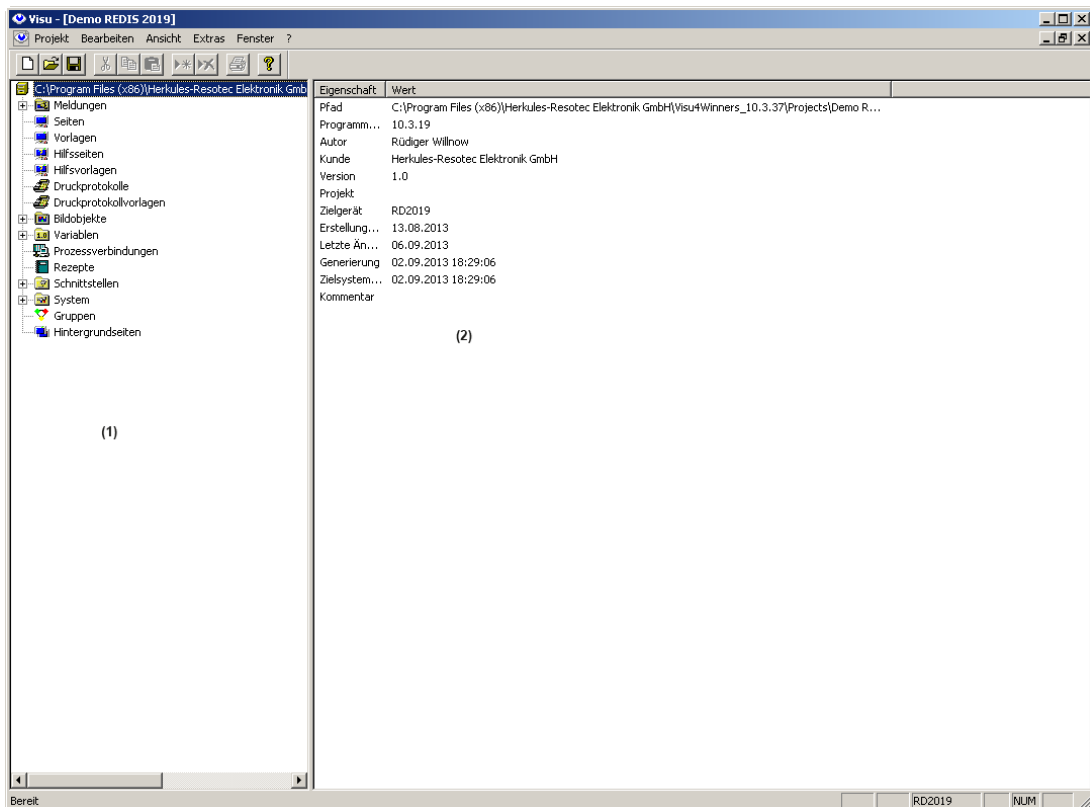 Visu - [Demo REDIS 2019]
Projekt Bearbeiten Ansicht Extras Fenster ?
C:\Program Files (x86)\Herkules-Resotec Elektronik Gmb
Meldungen
Seiten
Vorlagen
Hilfsseiten
Hilfsvorlagen
Druckprotokolle
Druckprotokollvorlagen
Bildobjekte
Variablen
Prozessverbindungen
Rezepte
Schnittstellen
System
Gruppen
Hintergrundseiten
(1)
Eigenschaft Wert
Pfad C:\Program Files (x86)\Herkules-Resotec Elektronik GmbH\Visu4Winners_10.3.37\Projects\Demo R...
Programm... 10.3.19
Autor Rüdiger Willnow
Kunde Herkules-Resotec Elektronik GmbH
Version 1.0
Projekt
Zielgerät RD2019
Erstellung... 13.08.2013
Letzte Än... 06.09.2013
Generierung 02.09.2013 18:29:06
Zielsystem... 02.09.2013 18:29:06
Kommentar
(2)
Bereit RD2019 NUM